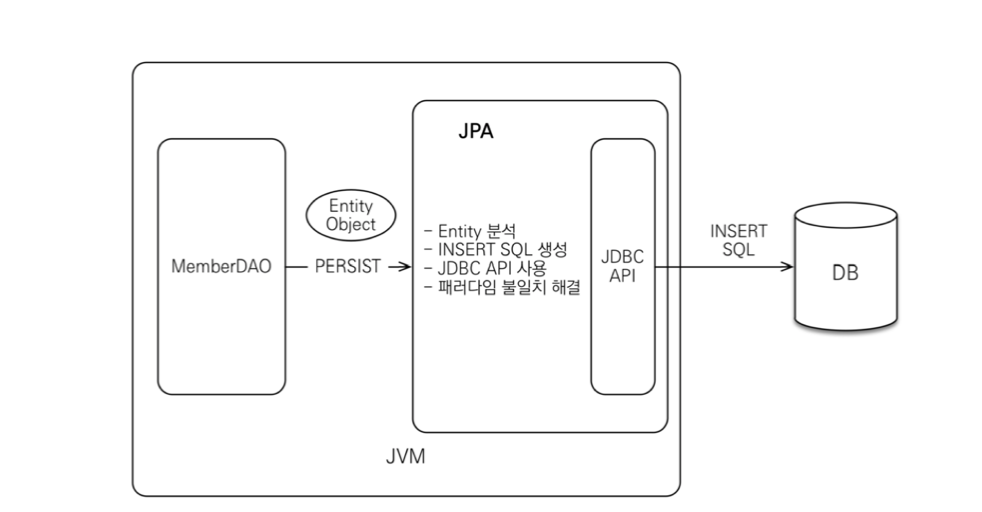 JPA
Entity
Object
MemberDAO
PERSIST
- Entity 분석
- INSERT SQL 생성
- JDBC API 사용
- 패러다임 불일치 해결
JDBC
API
INSERT
SQL
DB
JVM